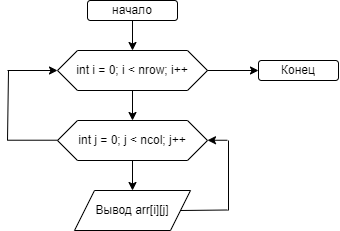 начало
int i = 0; i < nrow; i++
Конец
int j = 0; j < ncol; j++
Вывод arr[i][j]